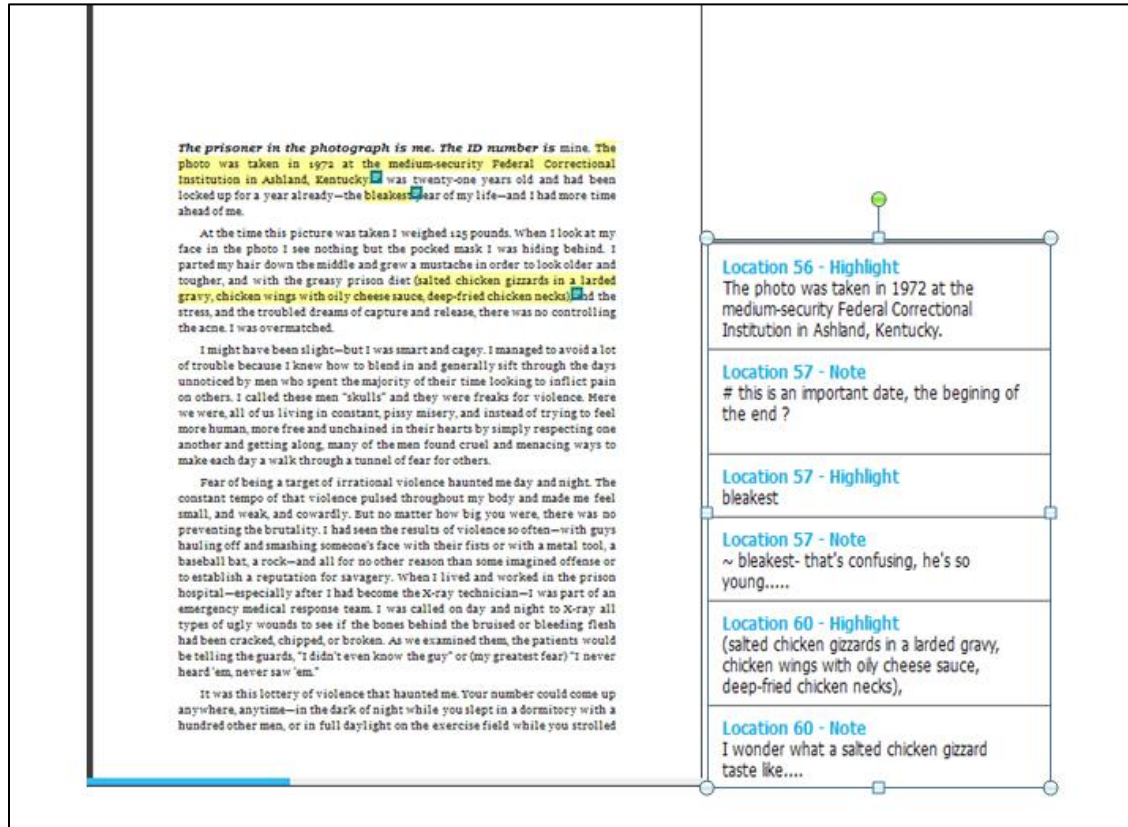 The prisoner in the photograph is me. The ID number is mine. The
photo was taken in 1972 at the medium-security Federal Correctional
Institution in Ashland, Kentucky. was twenty-one years old and had been
locked up for a year already—the bleakest year of my life—and I had more time
ahead of me.
At the time this picture was taken I weighed 125 pounds. When I look at my
face in the photo I see nothing but the pocked mask I was hiding behind. I
parted my hair down the middle and grew a mustache in order to look older and
tougher, and with the greasy prison diet (salted chicken gizzards in a larded
gravy, chicken wings with oily cheese sauce, deep-fried chicken necks), and the
stress, and the troubled dreams of capture and release, there was no controlling
the acne. I was overmatched.
I might have been slight—but I was smart and cagey. I managed to avoid a lot
of trouble because I knew how to blend in and generally sift through the days
unnoticed by men who spent the majority of their time looking to inflict pain
on others. I called these men "skulls" and they were freaks for violence. Here
we were, all of us living in constant, pissy misery, and instead of trying to feel
more human, more free and unchained in their hearts by simply respecting one
another and getting along, many of the men found cruel and menacing ways to
make each day a walk through a tunnel of fear for others.
Fear of being a target of irrational violence haunted me day and night. The
constant tempo of that violence pulsed throughout my body and made me feel
small, and weak, and cowardly. But no matter how big you were, there was no
preventing the brutality. I had seen the results of violence so often—with guys
hauling off and smashing someone's face with their fists or with a metal tool, a
baseball bat, a rock—and all for no other reason than some imagined offense or
to establish a reputation for savagery. When I lived and worked in the prison
hospital—especially after I had become the X-ray technician—I was part of an
emergency medical response team. I was called on day and night to X-ray all
types of ugly wounds to see if the bones behind the bruised or bleeding flesh
had been cracked, chipped, or broken. As we examined them, the patients would
be telling the guards, "I didn't even know the guy" or (my greatest fear) "I never
heard 'em, never saw 'em."
It was this lottery of violence that haunted me. Your number could come up
anywhere, anytime—in the dark of night while you slept in a dormitory with a
hundred other men, or in full daylight on the exercise field while you strolled
Location 56 - Highlight
The photo was taken in 1972 at the
medium-security Federal Correctional
Institution in Ashland, Kentucky.
Location 57 - Note
# this is an important date, the begining of
the end ?
Location 57 - Highlight
bleakest
Location 57 - Note
~ bleakest- that's confusing, he's so
young.....
Location 60 - Highlight
(salted chicken gizzards in a larded gravy,
chicken wings with oily cheese sauce,
deep-fried chicken necks),
Location 60 - Note
I wonder what a salted chicken gizzard
taste like....